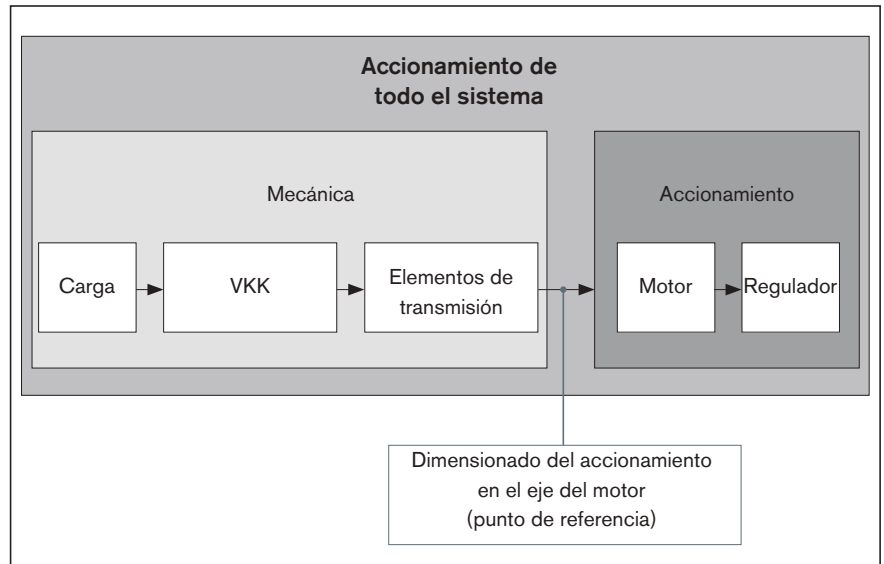 Accionamiento de
todo el sistema
Mecánica
Accionamiento
Carga
VKK
Elementos de
transmisión
Motor
Regulador
Dimensionado del accionamiento
en el eje del motor
(punto de referencia)